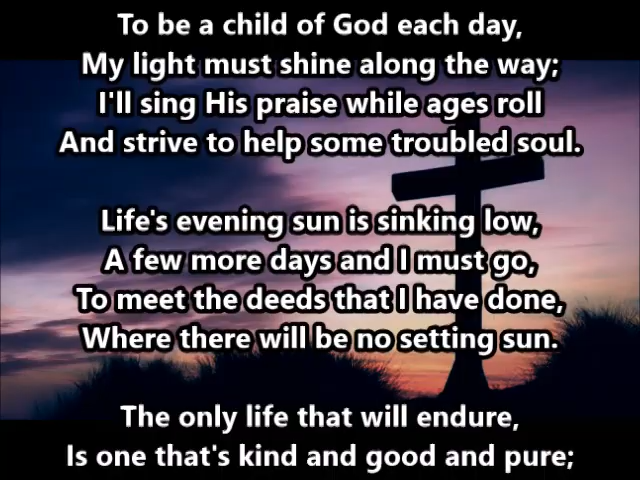 To be a child of God each day,
My light must shine along the way;
I'll sing His praise while ages roll
And strive to help some troubled soul.
Life's evening sun is sinking low,
A few more days and I must go,
To meet the deeds that I have done,
Where there will be no setting sun.
The only life that will endure,
Is one that's kind and good and pure;